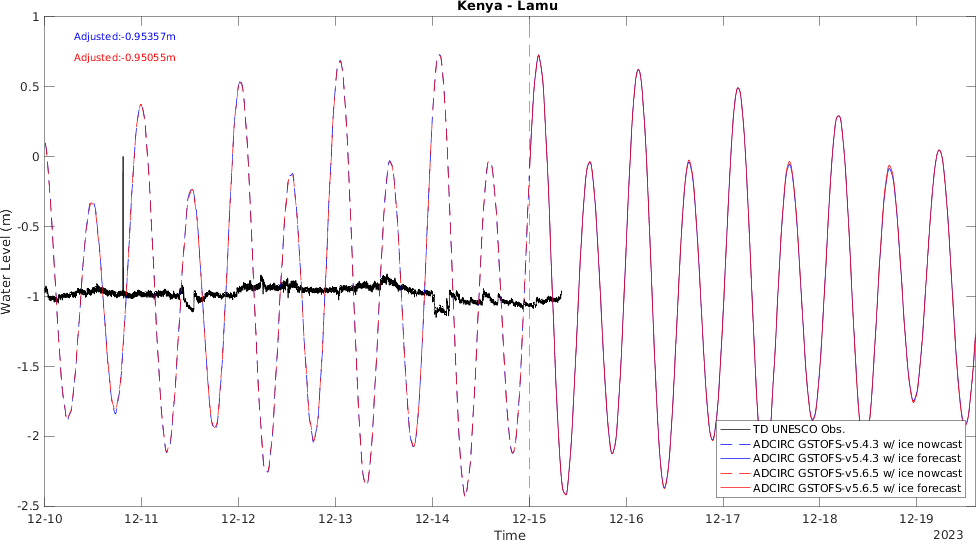 Kenya - Lamu
Adjusted:-0.95357m
Adjusted:-0.95055m
1
0.5
0
-0.5
-1
-1.5
-2
-2.5
Water Level (m)
TD UNESCO Obs.
ADCIRC GSTOFS-v5.4.3 w/ ice nowcast
ADCIRC GSTOFS-v5.4.3 w/ ice forecast
ADCIRC GSTOFS-v5.6.5 w/ ice nowcast
ADCIRC GSTOFS-v5.6.5 w/ ice forecast
12-10 12-11 12-12 12-13 12-14 12-15 12-16 12-17 12-18 12-19
Time
2023